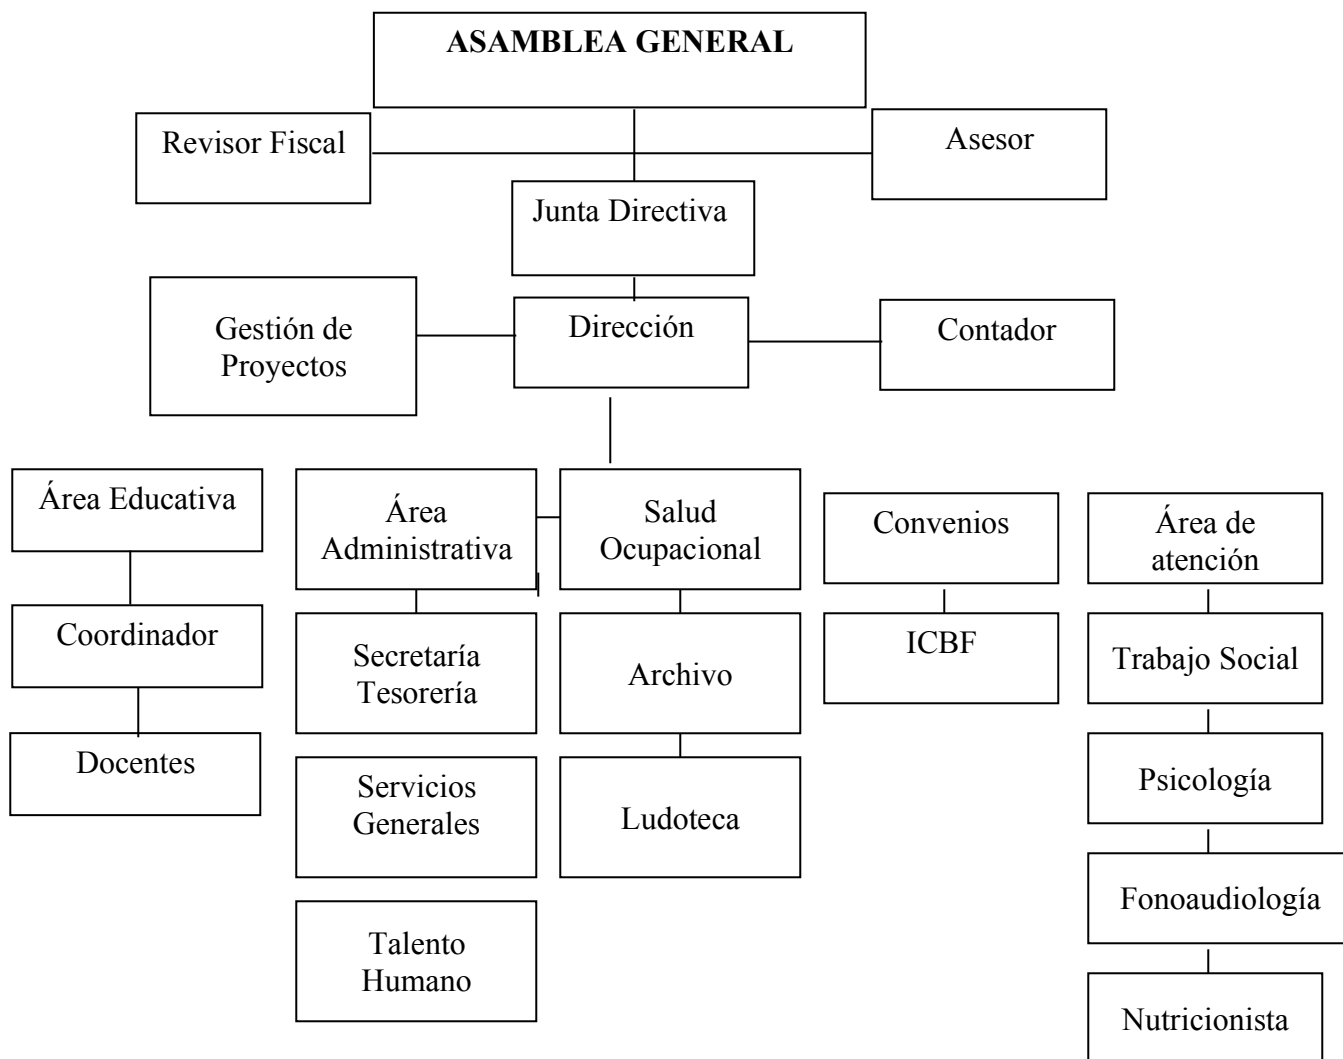 ASAMBLEA GENERAL
Revisor Fiscal
Asesor
Junta Directiva
Gestión de
Proyectos
Dirección
Contador
Área Educativa
Área
Administrativa
Salud
Ocupacional
Convenios
Área de
atención
Coordinador
Secretaría
Tesorería
Archivo
ICBF
Trabajo Social
Docentes
Servicios
Generales
Ludoteca
Psicología
Talento
Humano
Fonoaudiología
Nutricionista